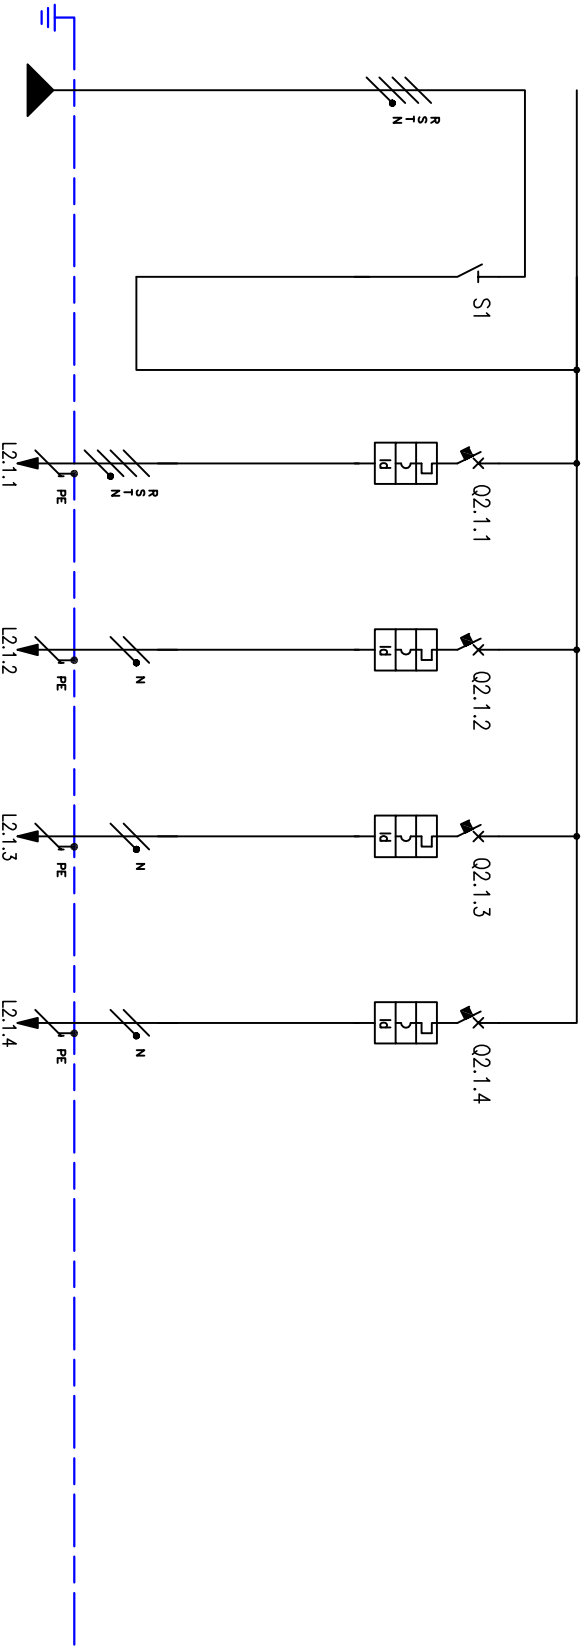 R S T N
S1
Q2.1.1
Id
R S T N
PE
L2.1.1
Q2.1.2
Id
N
PE
L2.1.2
Q2.1.3
Id
N
PE
L2.1.3
Q2.1.4
Id
N
PE
L2.1.4